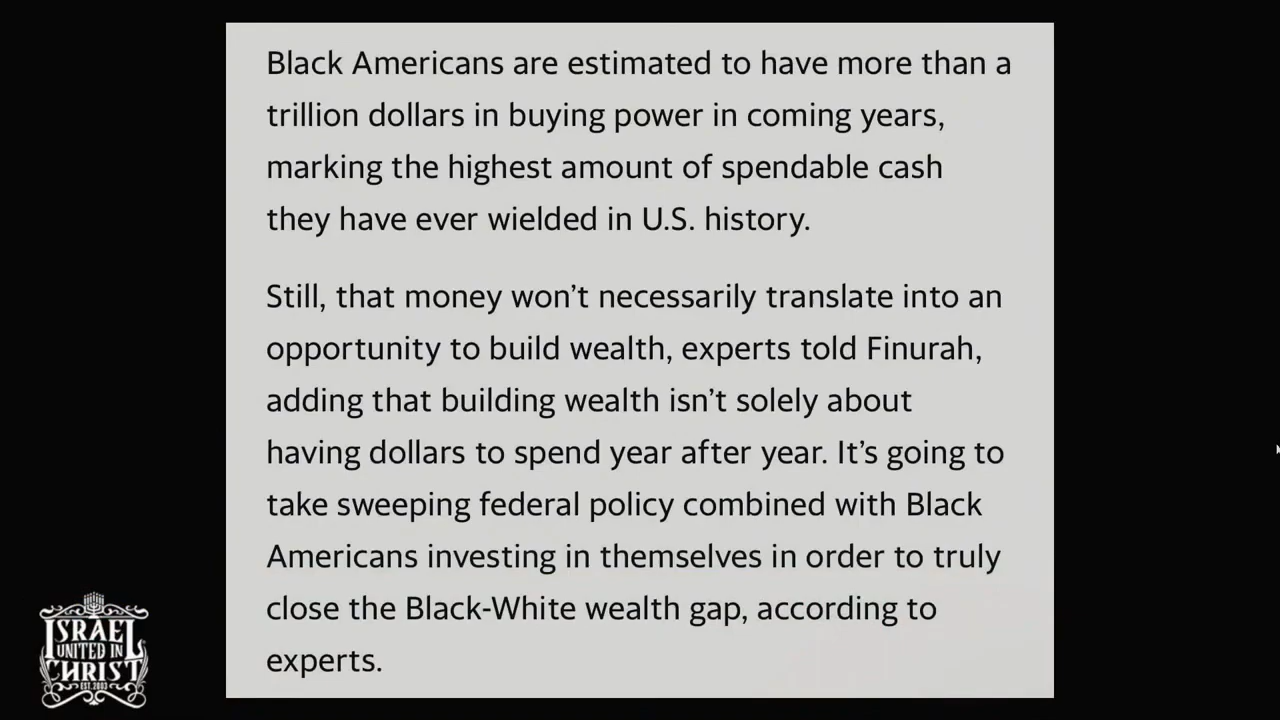 Black Americans are estimated to have more than a
trillion dollars in buying power in coming years,
marking the highest amount of spendable cash
they have ever wielded in U.S. history.
Still, that money won’t necessarily translate into an
opportunity to build wealth, experts told Finurah,
adding that building wealth isn’t solely about
having dollars to spend year after year. It’s going to
take sweeping federal policy combined with Black
Americans investing in themselves in order to truly
close the Black-White wealth gap, according to
experts.
ISRAEL
UNITED IN
CHRIST
EST. 2003